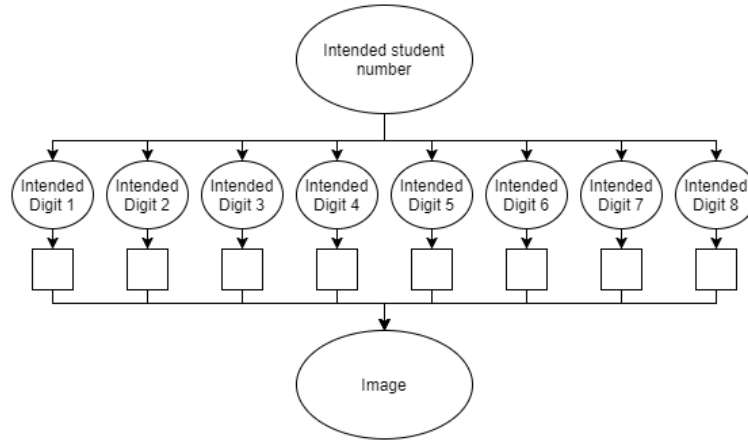 Intended student
number
Intended
Digit 1
Intended
Digit 2
Intended
Digit 3
Intended
Digit 4
Intended
Digit 5
Intended
Digit 6
Intended
Digit 7
Intended
Digit 8
Image